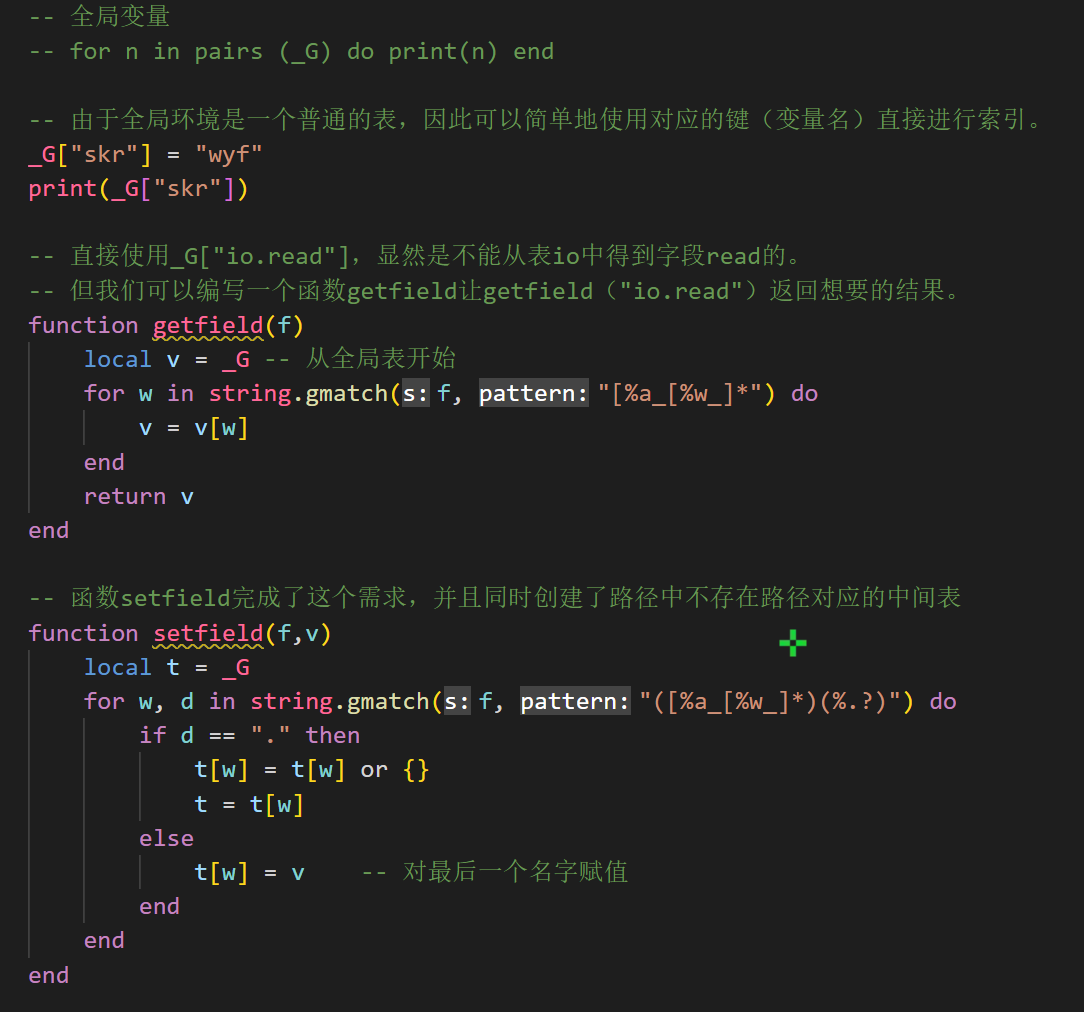 -- 全局变量
-- for n in pairs (_G) do print(n) end
-- 由于全局环境是一个普通的表，因此可以简单地使用对应的键（变量名）直接进行索引。
_G["skr"] = "wyf"
print(_G["skr"])
-- 直接使用_G["io.read"]，显然是不能从表io中得到字段read的。
-- 但我们可以编写一个函数getfield让getfield（"io.read"）返回想要的结果。
function getfield(f)
local v = _G -- 从全局表开始
for w in string.gmatch(s: f, pattern: "[%a_[%w_]*") do
v = v[w]
end
return v
end
-- 函数setfield完成了这个需求，并且同时创建了路径中不存在路径对应的中间表
function setfield(f,v)
local t = _G
for w, d in string.gmatch(s: f, pattern: "([%a_[%w_]*)(%.?)") do
if d == "." then
t[w] = t[w] or {}
t = t[w]
else
t[w] = v -- 对最后一个名字赋值
end
end
end